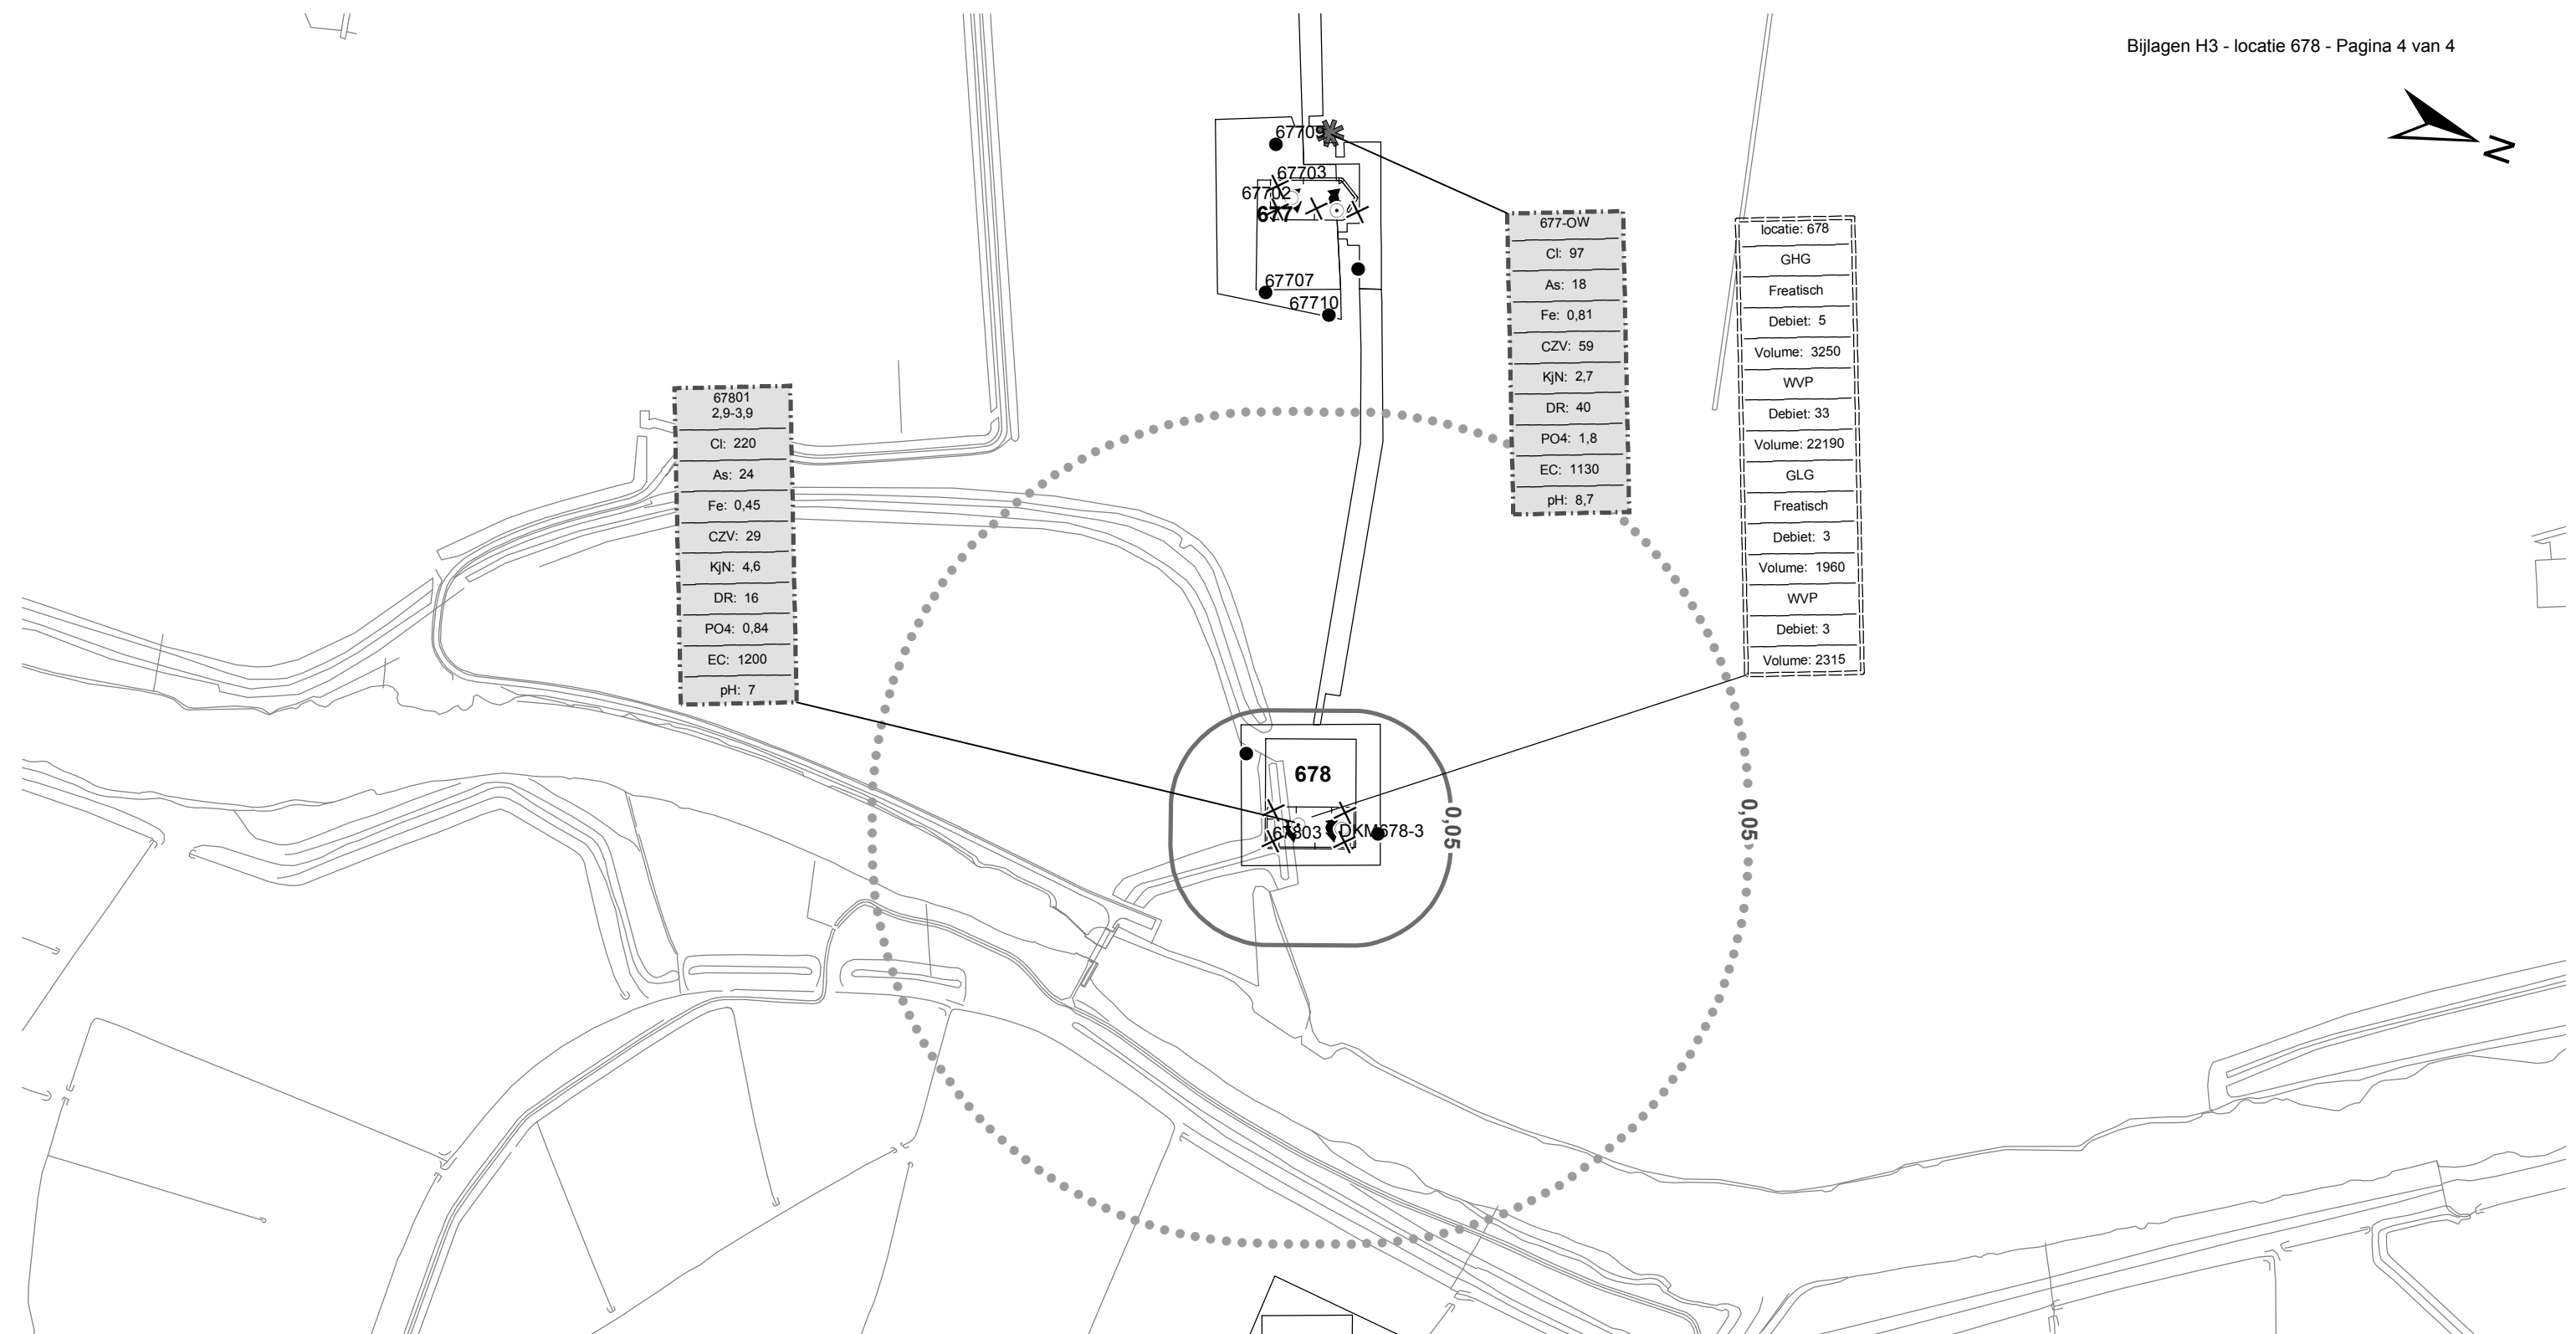 Bijlagen H3 - locatie 678 - Pagina 4 van 4
N
67709
67703
67702
677
67707
67710
677-OW
Cl: 97
As: 18
Fe: 0,81
CZV: 59
KjN: 2,7
DR: 40
PO4: 1,8
EC: 1130
pH: 8,7
locatie: 678
GHG
Freatisch
Debiet: 5
Volume: 3250
WVP
Debiet: 33
Volume: 22190
GLG
Freatisch
Debiet: 3
Volume: 1960
WVP
Debiet: 3
Volume: 2315
67801
2,9-3,9
Cl: 220
As: 24
Fe: 0,45
CZV: 29
KjN: 4,6
DR: 16
PO4: 0,84
EC: 1200
pH: 7
678
67803
DKM678-3
0,05
0,05